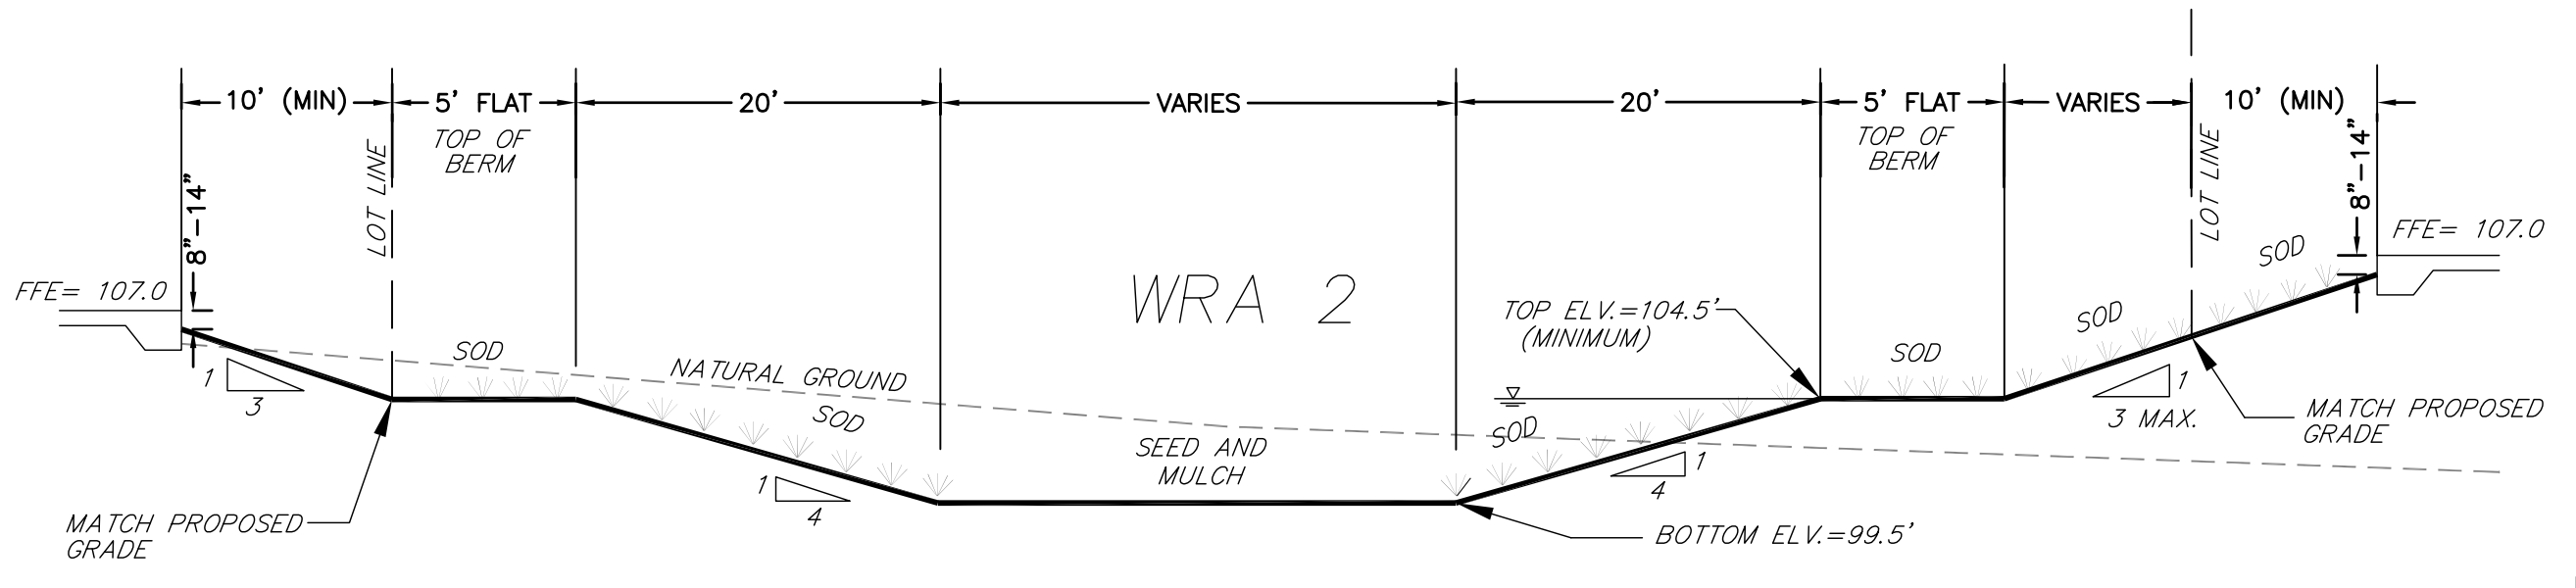 10' (MIN)
5' FLAT
20'
VARIES
20'
5' FLAT
VARIES
10' (MIN)
TOP OF
BERM
TOP OF
BERM
LOT LINE
LOT LINE
8"-14"
8"-14"
FFE= 107.0
FFE= 107.0
WRA 2
TOP ELV.=104.5'
(MINIMUM)
SOD
SOD
SOD
SOD
SOD
SOD
NATURAL GROUND
SEED AND
MULCH
1
3
1
4
1
4
1
3 MAX.
MATCH PROPOSED
GRADE
MATCH PROPOSED
GRADE
BOTTOM ELV.=99.5'